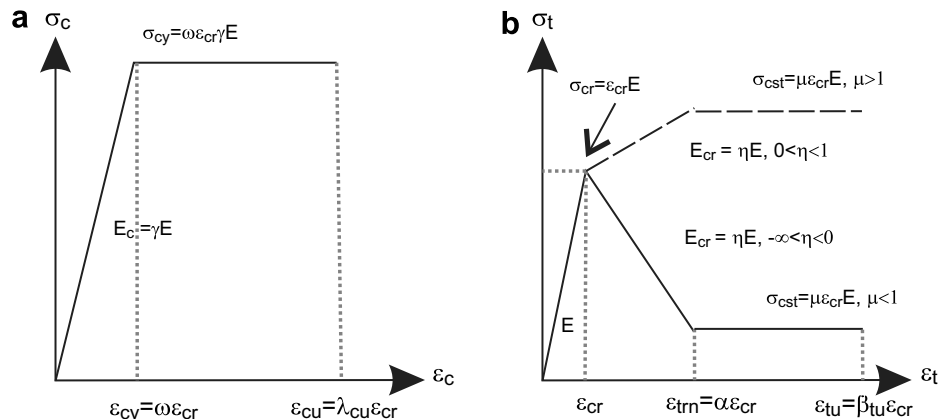 a
σc
σcy=ωεcrγE
Ec=γE
εc
εcy=ωεcr
εcu=λcuεcr
b
σt
σcr=εcrE
σcst=μεcrE, μ>1
Ecr = ηE, 0<η<1
Ecr = ηE, -∞<η<0
σcst=μεcrE, μ<1
E
εt
εcr
εtrn=αεcr
εtu=βtuεcr